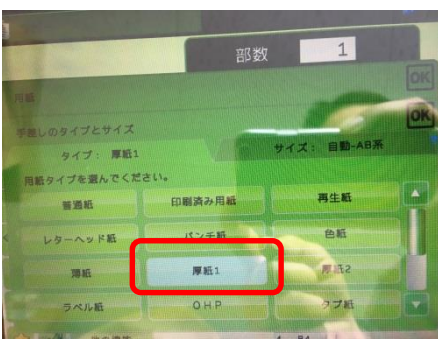 部数 1
OK
用紙
OK
手差しのタイプとサイズ
タイプ: 厚紙1 サイズ: 自動-AB系
用紙タイプを選んでください。
普通紙 印刷済み用紙 再生紙
レターヘッド紙 パンチ紙 色紙
薄紙 厚紙1 厚紙2
ラベル紙 OHP タブ紙